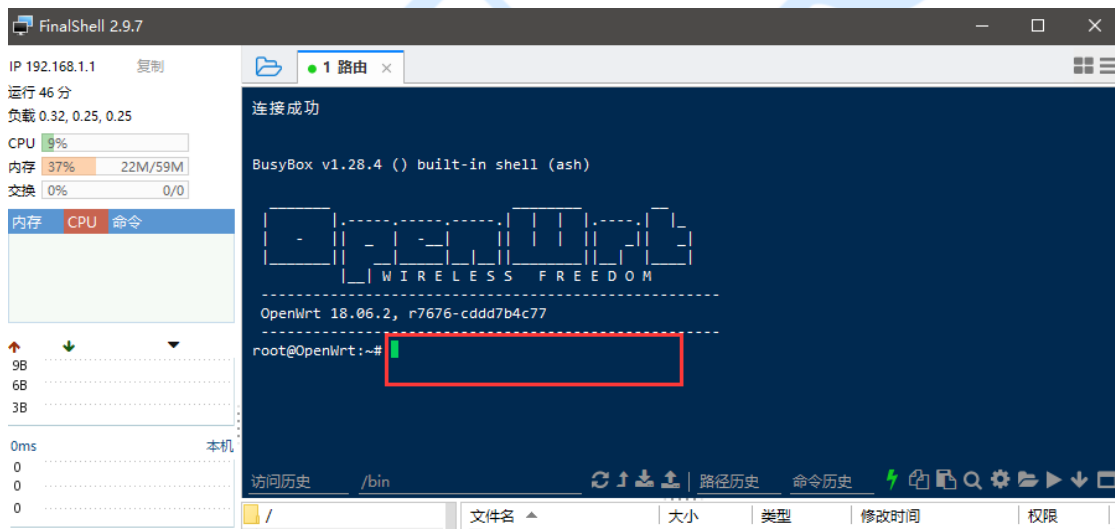 FinalShell 2.9.7
IP 192.168.1.1 复制
运行 46 分
负载 0.32, 0.25, 0.25
CPU 9%
内存 37% 22M/59M
交换 0% 0/0
内存 CPU 命令
9B
6B
3B
0ms 本机
0
0
0
1 路由
连接成功
BusyBox v1.28.4 () built-in shell (ash)
OpenWrt
W I R E L E S S F R E E D O M
OpenWrt 18.06.2, r7676-cddd7b4c77
root@OpenWrt:~#
访问历史 /bin 路径历史 命令历史
/ 文件名 大小 类型 修改时间 权限